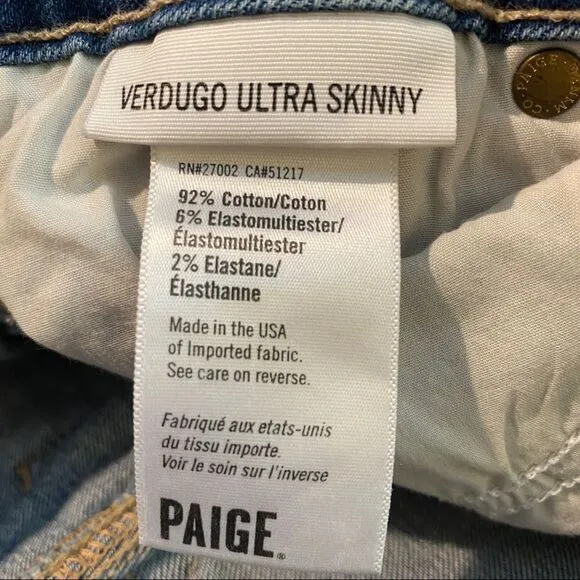 VERDUGO ULTRA SKINNY
PAIGE
RN#27002 CA#51217
92% Cotton/Coton
6% Elastomultiester/
Élastomultiester
2% Elastane/
Élasthanne
Made in the USA
of Imported fabric.
See care on reverse.
Fabriqué aux etats-unis
du tissu importe.
Voir le soin sur l'inverse
PAIGE